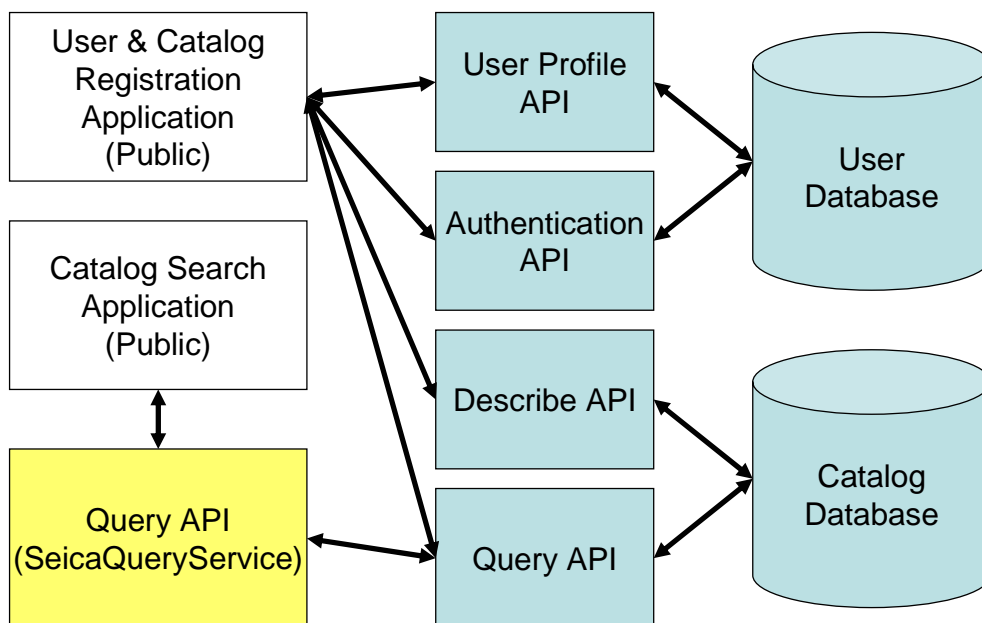 User & Catalog
Registration
Application
(Public)
User Profile
API
User
Database
Authentication
API
Catalog Search
Application
(Public)
Describe API
Catalog
Database
Query API
(SeicaQueryService)
Query API